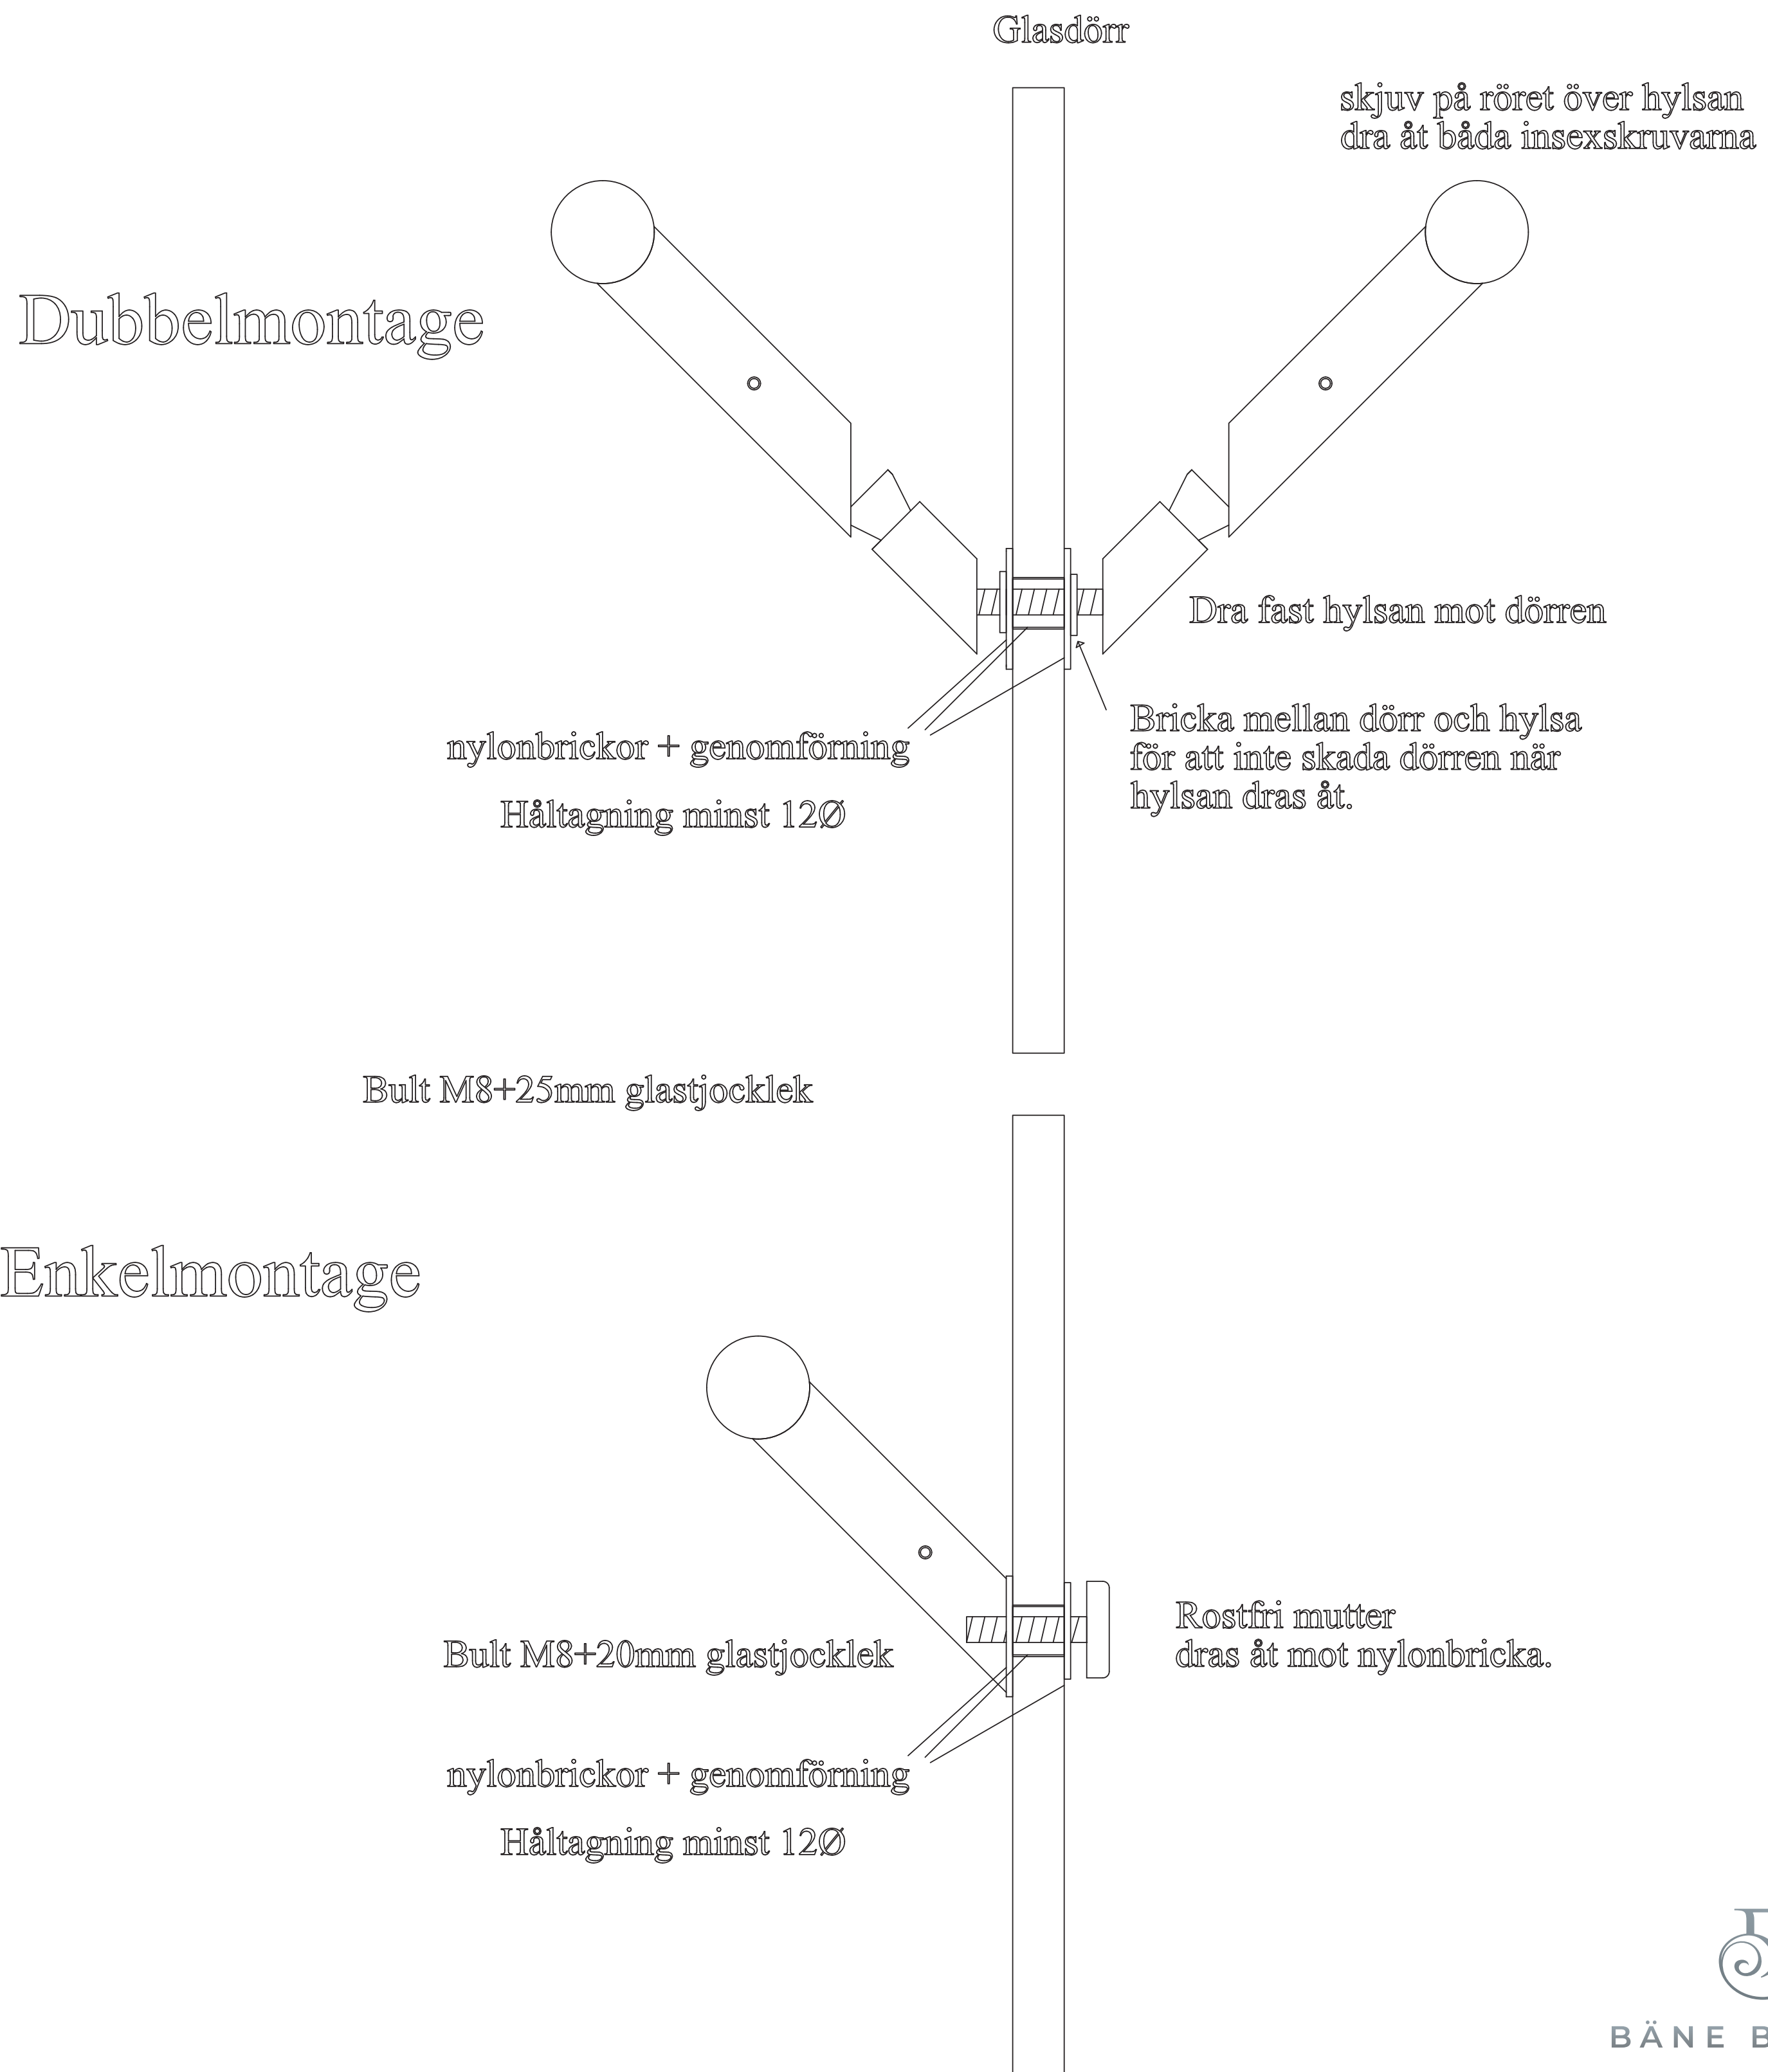 Glasdörr
skjuv på röret över hylsan
dra åt båda insexskruvarna
Dubbelmontage
Dra fast hylsan mot dörren
nylonbrickor + genomförning
Håltagning minst 12Ø
Bricka mellan dörr och hylsa
för att inte skada dörren när
hylsan dras åt.
Bult M8+25mm glastjocklek
Enkelmontage
Bult M8+20mm glastjocklek
Rostfri mutter
dras åt mot nylonbricka.
nylonbrickor + genomförning
Håltagning minst 12Ø
BÄNE B